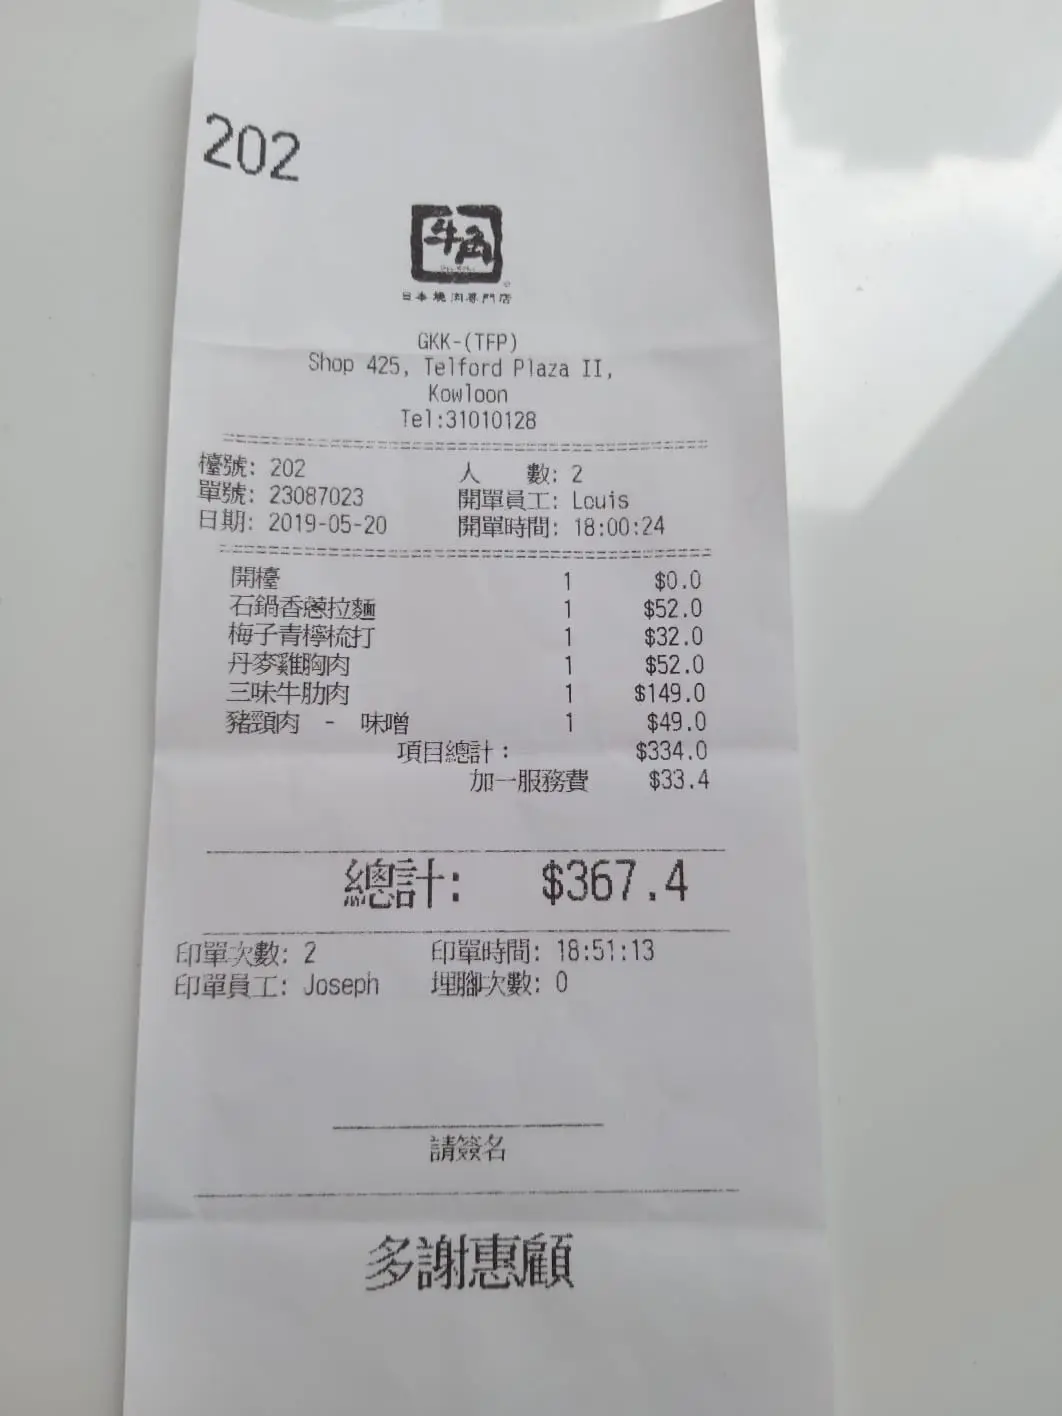 202
牛角
日本燒肉専門店
GKK-(TFP)
Shop 425, Telford Plaza II,
Kowloon
Tel:31010128
檯號: 202 人 數: 2
單號: 23087023 開單員工: Louis
日期: 2019-05-20 開單時間: 18:00:24
開檯 1 $0.0
石鍋香蔥拉麵 1 $52.0
梅子青檸梳打 1 $32.0
丹麥雞胸肉 1 $52.0
三味牛肋肉 1 $149.0
豬頸肉 - 味噌 1 $49.0
項目總計: $334.0
加一服務費 $33.4
總計: $367.4
印單次數: 2 印單時間: 18:51:13
印單員工: Joseph 埋腳次數: 0
請簽名
多謝惠顧